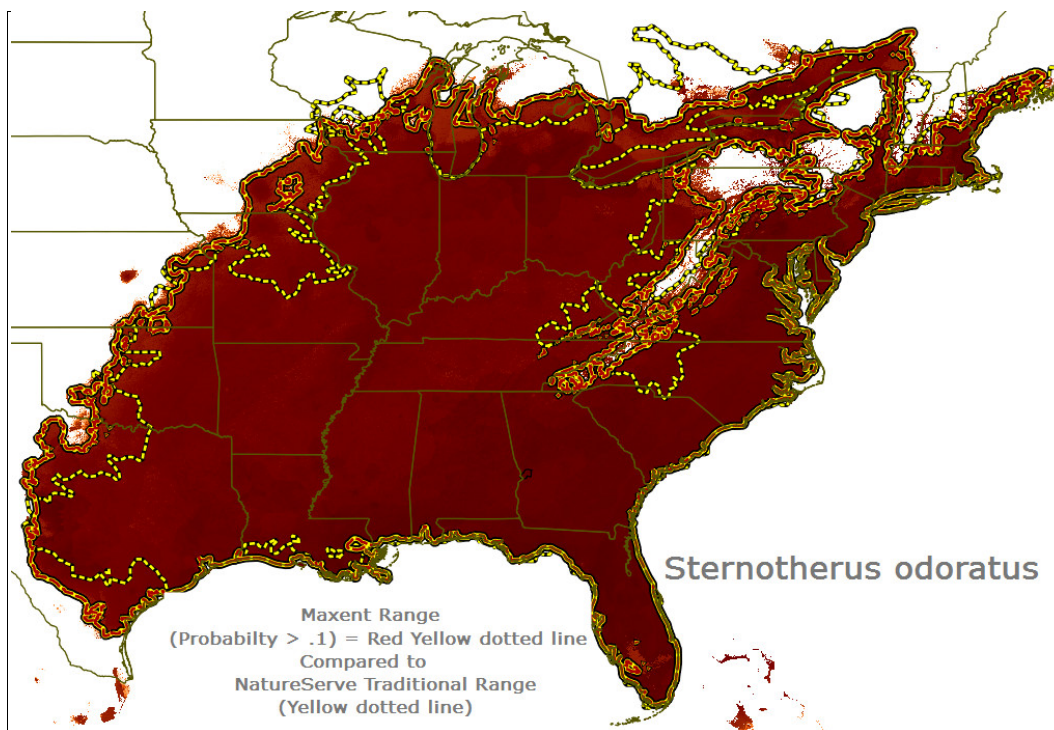 Sternotherus odoratus
Maxent Range
(Probabilty > .1) = Red Yellow dotted line
Compared to
NatureServe Traditional Range
(Yellow dotted line)